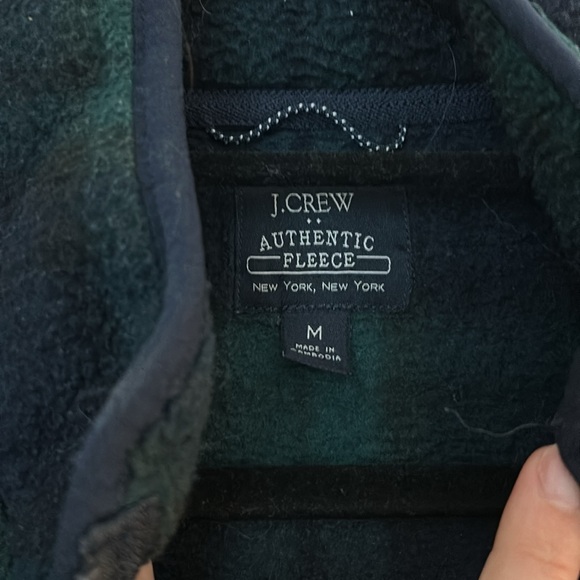 J.CREW
AUTHENTIC
FLEECE
NEW YORK, NEW YORK
M
MADE IN
CAMBODIA